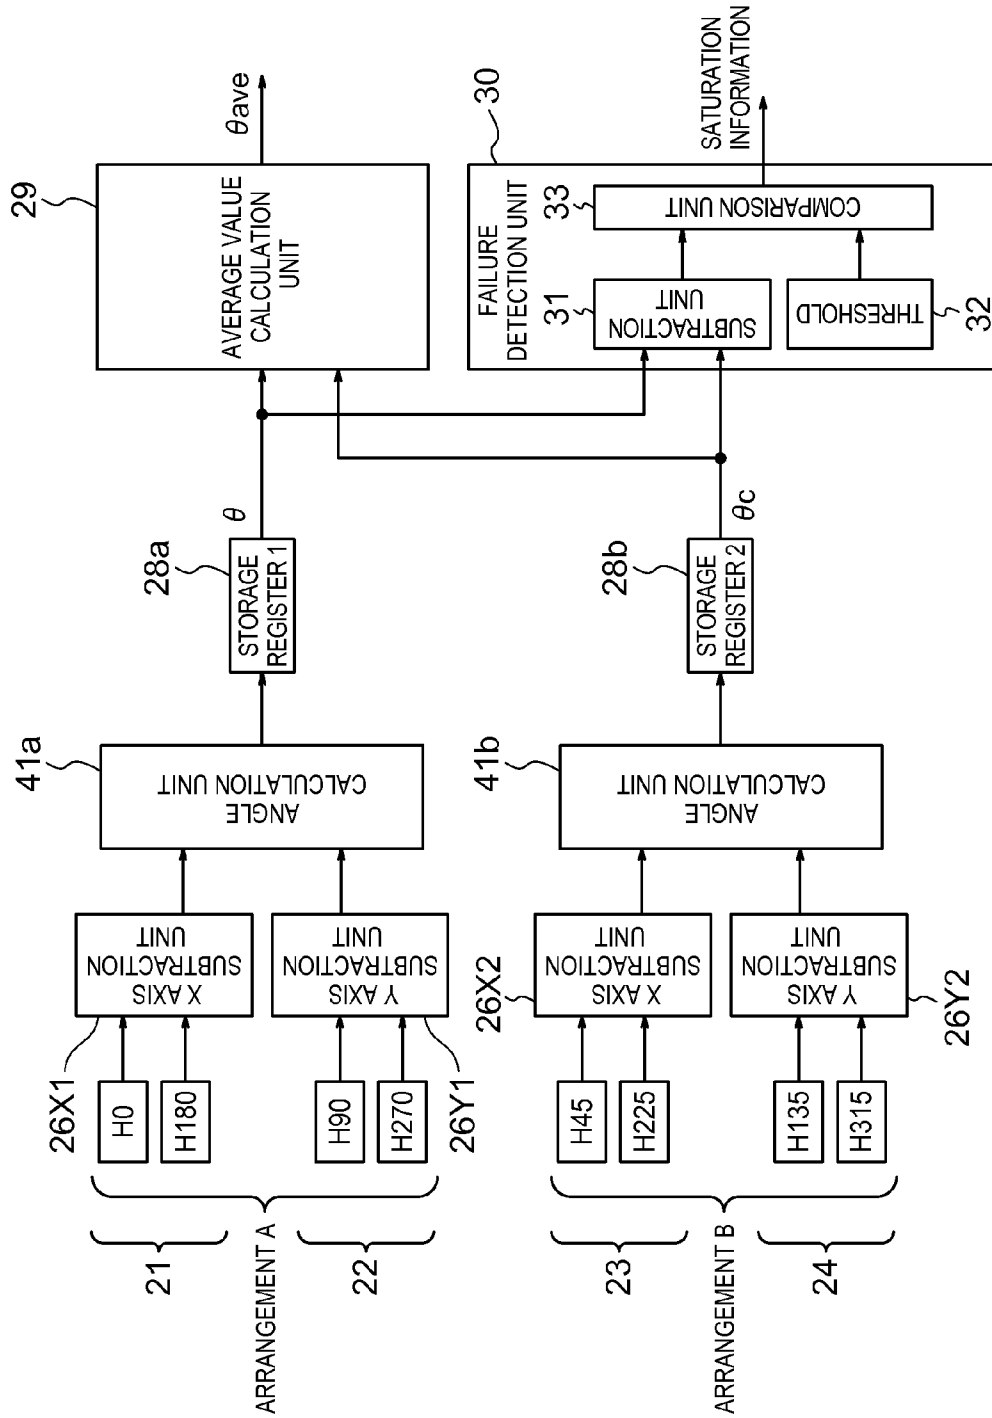 ARRANGEMENT A
21
22
H0
H180
H90
H270
26X1
X AXIS
SUBTRACTION
UNIT
26Y1
Y AXIS
SUBTRACTION
UNIT
41a
ANGLE
CALCULATION UNIT
28a
STORAGE
REGISTER 1
θ
29
AVERAGE VALUE
CALCULATION
UNIT
θave
ARRANGEMENT B
23
24
H45
H225
H135
H315
26X2
X AXIS
SUBTRACTION
UNIT
26Y2
Y AXIS
SUBTRACTION
UNIT
41b
ANGLE
CALCULATION UNIT
28b
STORAGE
REGISTER 2
θc
30
FAILURE
DETECTION UNIT
31
SUBTRACTION
UNIT
32
THRESHOLD
33
COMPARISON UNIT
SATURATION
INFORMATION